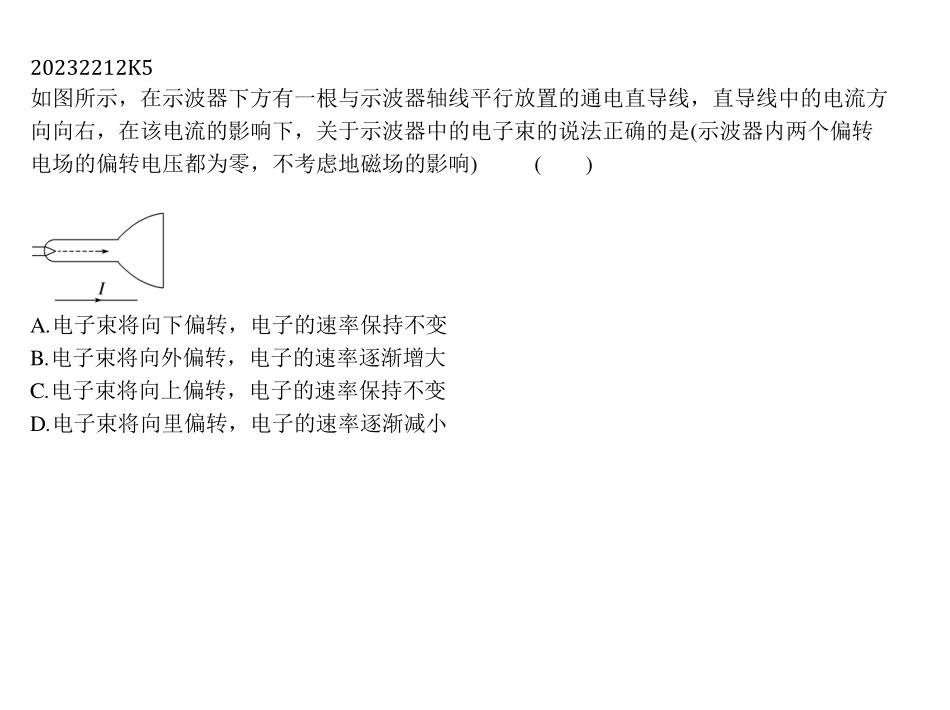 20232212K5
如图所示，在示波器下方有一根与示波器轴线平行放置的通电直导线，直导线中的电流方
向向右，在该电流的影响下，关于示波器中的电子束的说法正确的是(示波器内两个偏转
电场的偏转电压都为零，不考虑地磁场的影响)　　(　　)
I
A.电子束将向下偏转，电子的速率保持不变
B.电子束将向外偏转，电子的速率逐渐增大
C.电子束将向上偏转，电子的速率保持不变
D.电子束将向里偏转，电子的速率逐渐减小